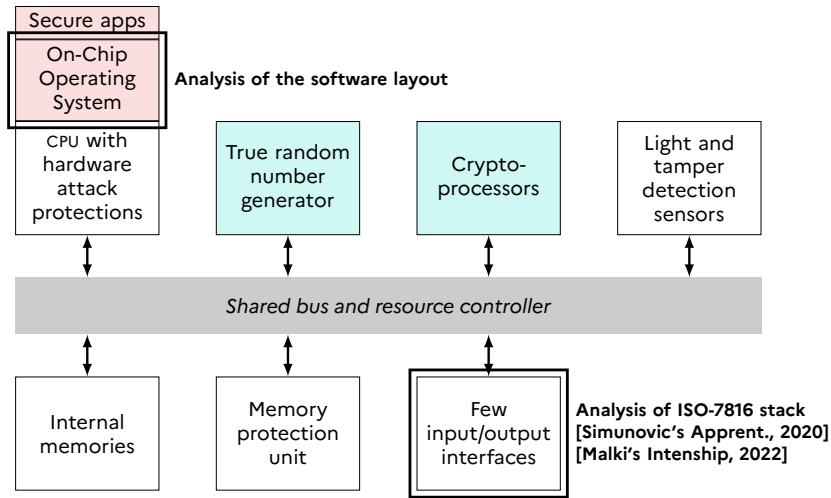 Secure apps
On-Chip
Operating
System
Analysis of the software layout
CPU with
hardware
attack
protections
True random
number
generator
Crypto-
processors
Light and
tamper
detection
sensors
Shared bus and resource controller
Internal
memories
Memory
protection
unit
Few
input/output
interfaces
Analysis of ISO-7816 stack
[Simunovic's Apprent., 2020]
[Malki's Intenship, 2022]